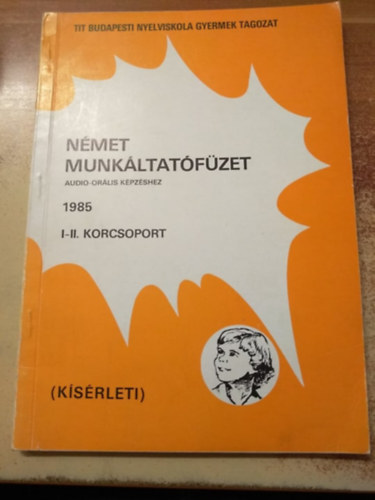 TIT BUDAPESTI NYELVISKOLA GYERMEK TAGOZAT
NÉMET
MUNKÁLTATÓFÜZET
AUDIO-ORÁLIS KÉPZÉSHEZ
1985
I-II. KORCSOPORT
(KÍSÉRLETI)